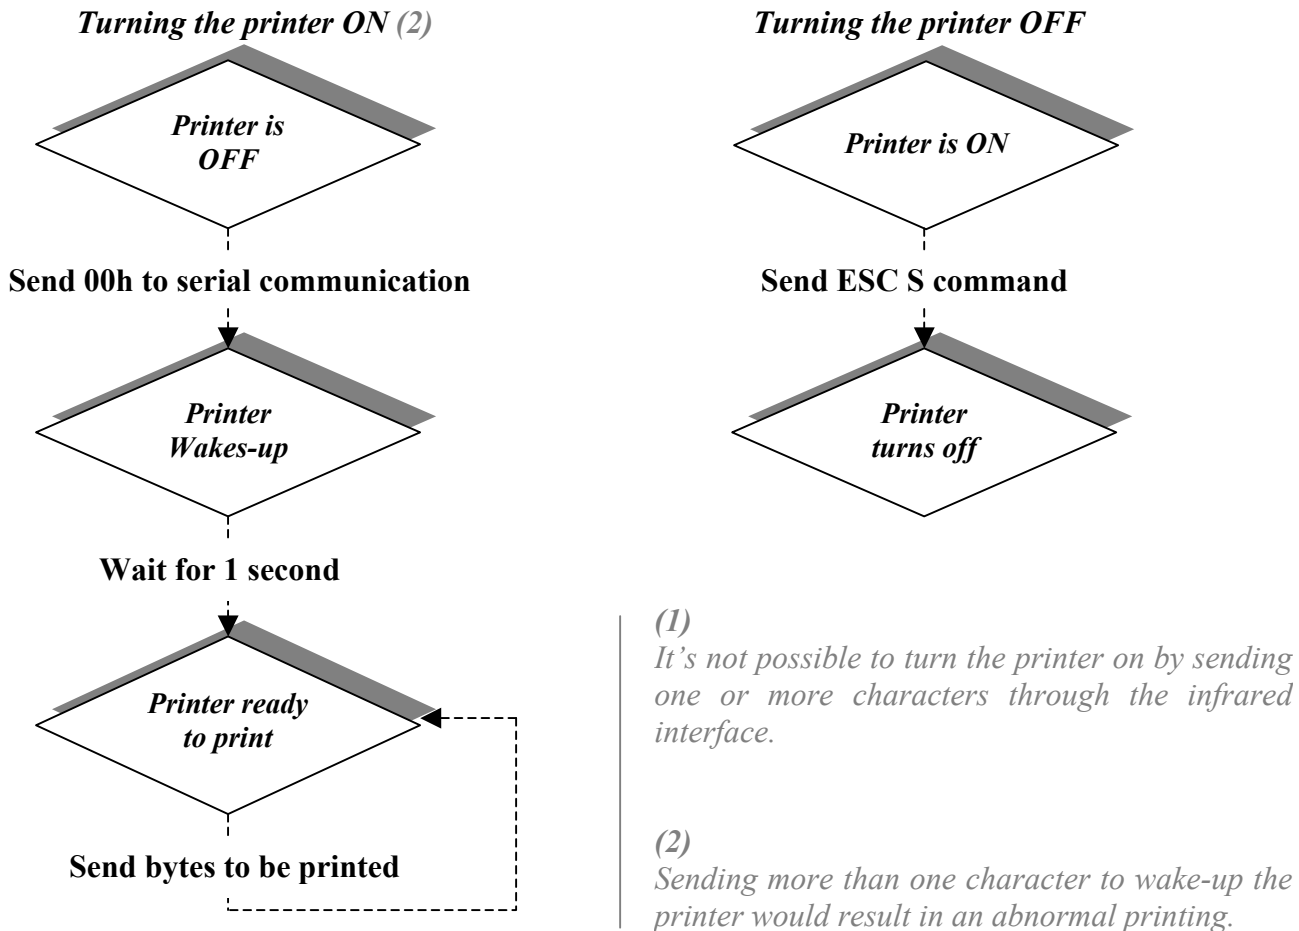 Turning the printer ON (2)
Printer is
OFF
Send 00h to serial communication
Printer
Wakes-up
Wait for 1 second
Printer ready
to print
Send bytes to be printed
Turning the printer OFF
Printer is ON
Send ESC S command
Printer
turns off
(1)
It’s not possible to turn the printer on by sending
one or more characters through the infrared
interface.
(2)
Sending more than one character to wake-up the
printer would result in an abnormal printing.